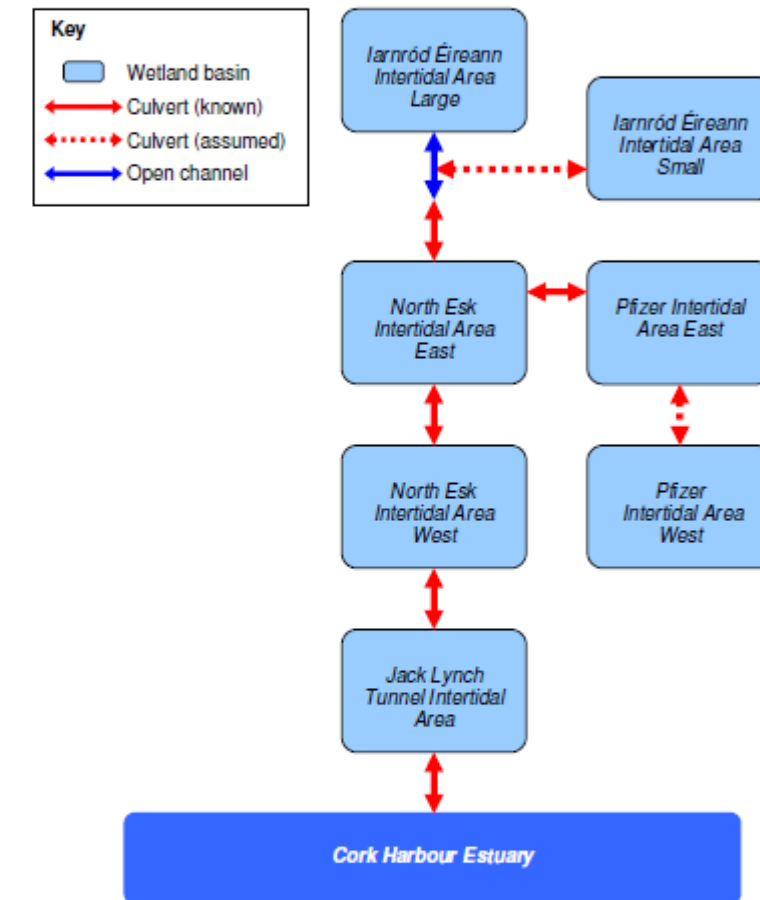 Key
Wetland basin
Culvert (known)
Culvert (assumed)
Open channel
Iarnród Éireann
Intertidal Area
Large
Iarnród Éireann
Intertidal Area
Small
North Esk
Intertidal Area
East
Pfizer Intertidal
Area East
North Esk
Intertidal Area
West
Pfizer
Intertidal Area
West
Jack Lynch
Tunnel Intertidal
Area
Cork Harbour Estuary